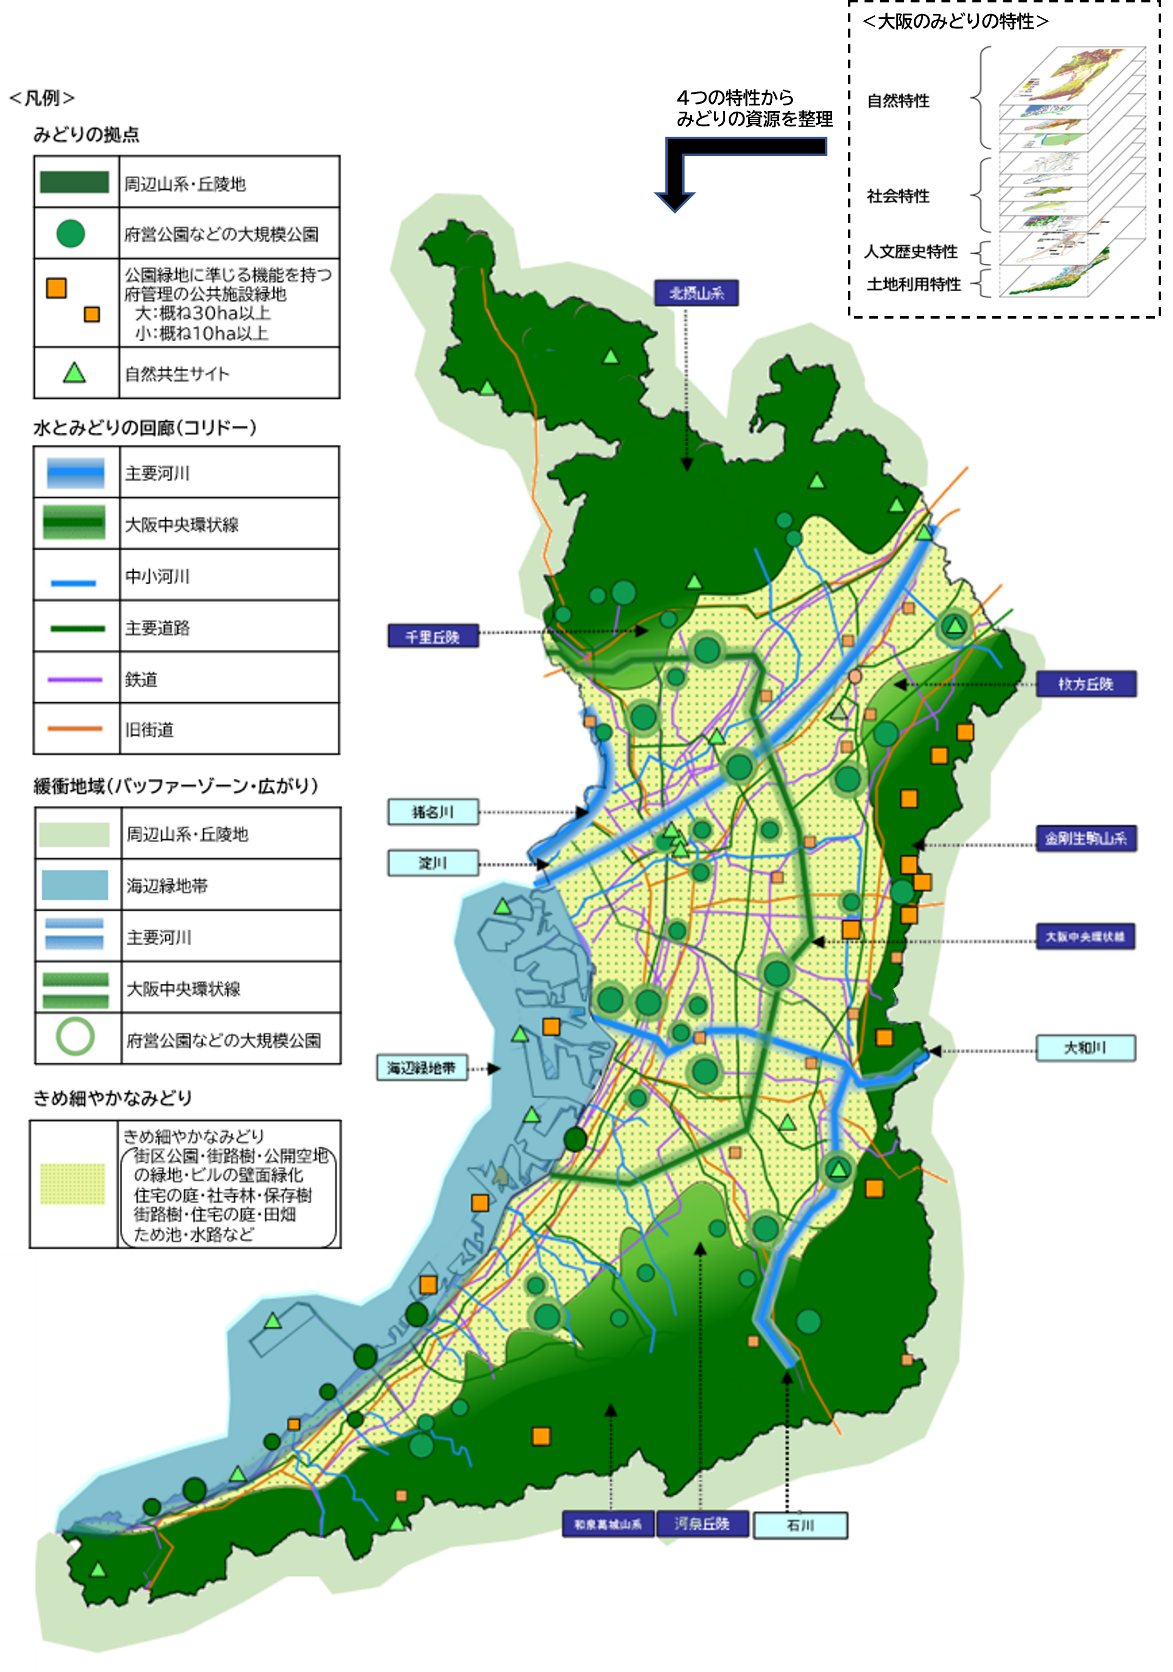 <大阪のみどりの特性>
自然特性
社会特性
人文歴史特性
土地利用特性
4つの特性から
みどりの資源を整理
<凡例>
みどりの拠点
周辺山系・丘陵地
府営公園などの大規模公園
公園緑地に準じる機能を持つ
府管理の公共施設緑地
大:概ね30ha以上
小:概ね10ha以上
自然共生サイト
水とみどりの回廊(コリドー)
主要河川
大阪中央環状線
中小河川
主要道路
鉄道
旧街道
緩衝地域(バッファーゾーン・広がり)
周辺山系・丘陵地
海辺緑地帯
主要河川
大阪中央環状線
府営公園などの大規模公園
きめ細やかなみどり
きめ細やかなみどり
街区公園・街路樹・公開空地
の緑地・ビルの壁面緑化
住宅の庭・社寺林・保存樹
街路樹・住宅の庭・田畑
ため池・水路など
北摂山系
千里丘陵
枚方丘陵
猪名川
淀川
金剛生駒山系
大阪中央環状線
大和川
海辺緑地帯
和泉葛城山系
河泉丘陵
石川